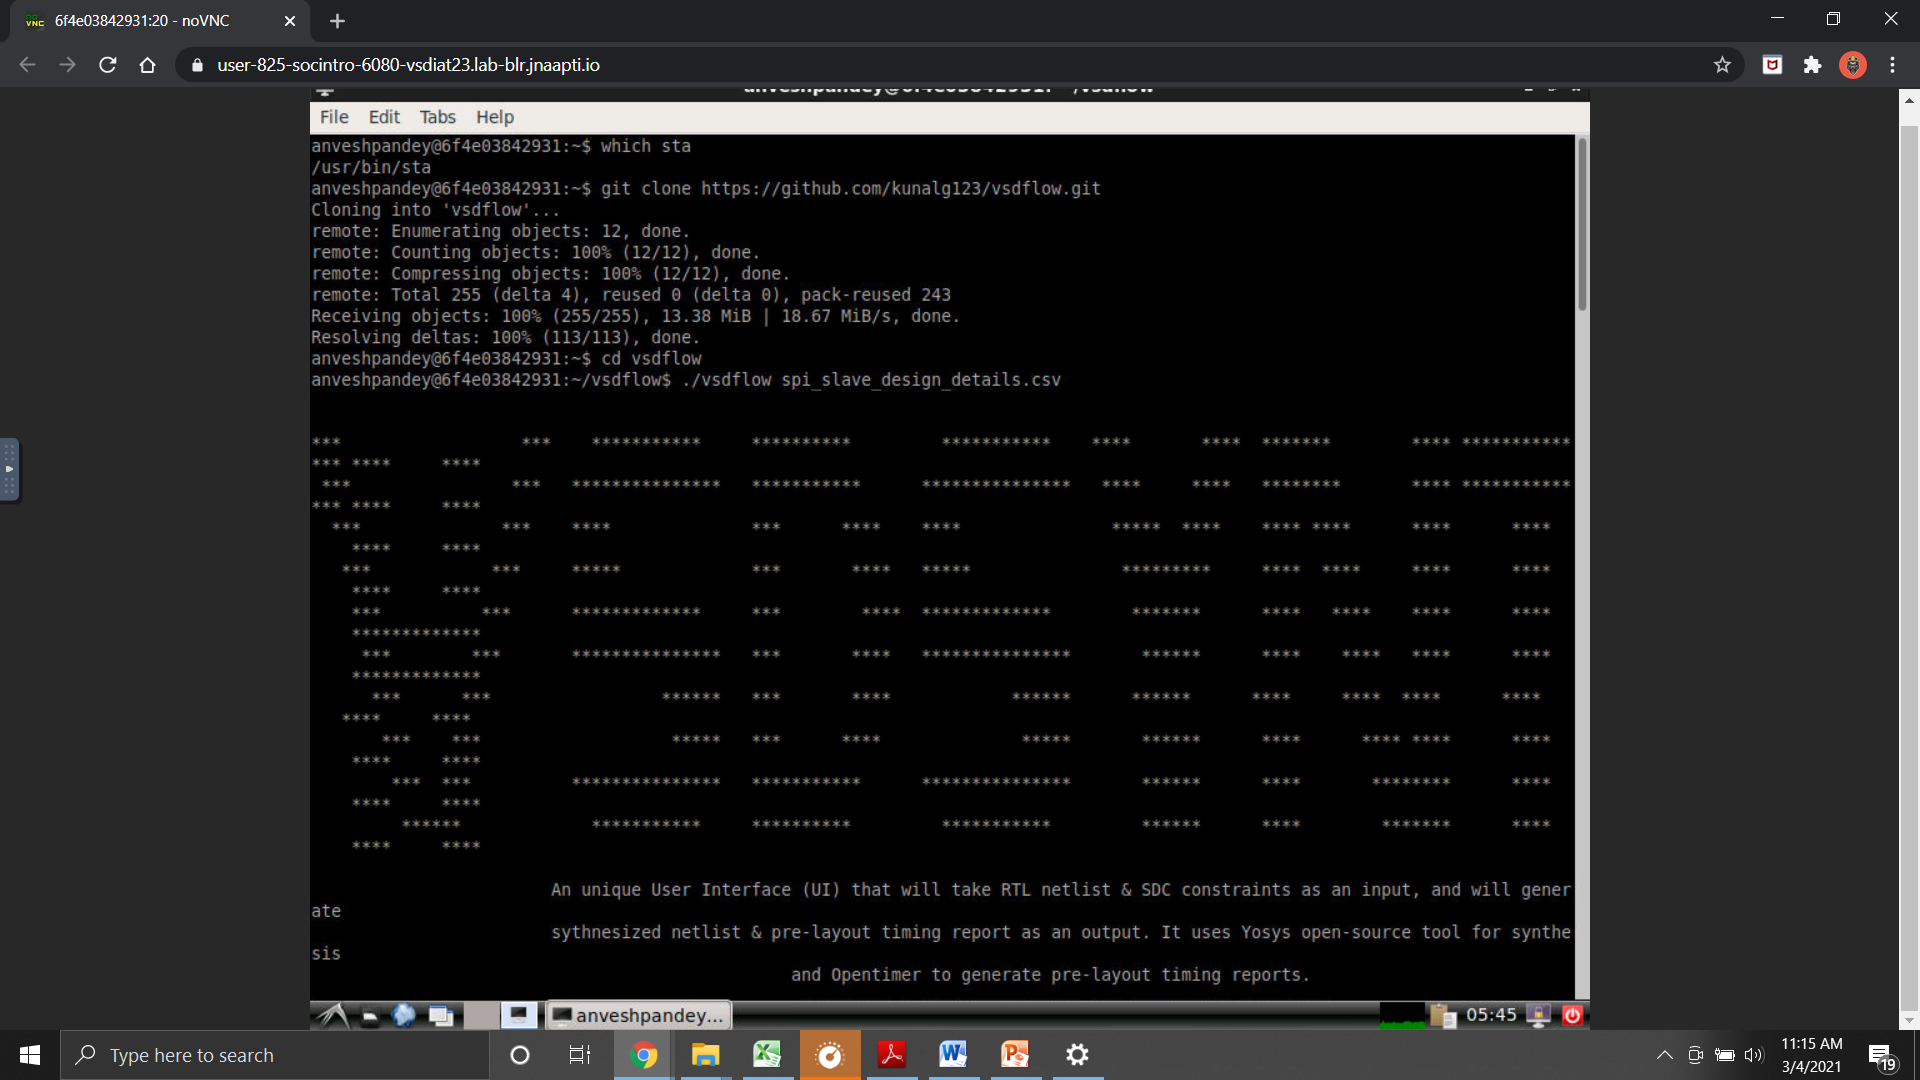 6f4e03842931:20 - noVNC
user-825-socintro-6080-vsdiat23.lab-blr.jnaapti.io
File Edit Tabs Help
anveshpandey@6f4e03842931:~$ which sta
/usr/bin/sta
anveshpandey@6f4e03842931:~$ git clone https://github.com/kunalg123/vsdflow.git
Cloning into 'vsdflow'...
remote: Enumerating objects: 12, done.
remote: Counting objects: 100% (12/12), done.
remote: Compressing objects: 100% (12/12), done.
remote: Total 255 (delta 4), reused 0 (delta 0), pack-reused 243
Receiving objects: 100% (255/255), 13.38 MiB | 18.67 MiB/s, done.
Resolving deltas: 100% (113/113), done.
anveshpandey@6f4e03842931:~$ cd vsdflow
anveshpandey@6f4e03842931:~/vsdflow$ ./vsdflow spi_slave_design_details.csv
An unique User Interface (UI) that will take RTL netlist & SDC constraints as an input, and will gener
ate
sythnesized netlist & pre-layout timing report as an output. It uses Yosys open-source tool for synthe
sis
and Opentimer to generate pre-layout timing reports.
anveshpandey...
05:45
Type here to search
11:15 AM
3/4/2021
19